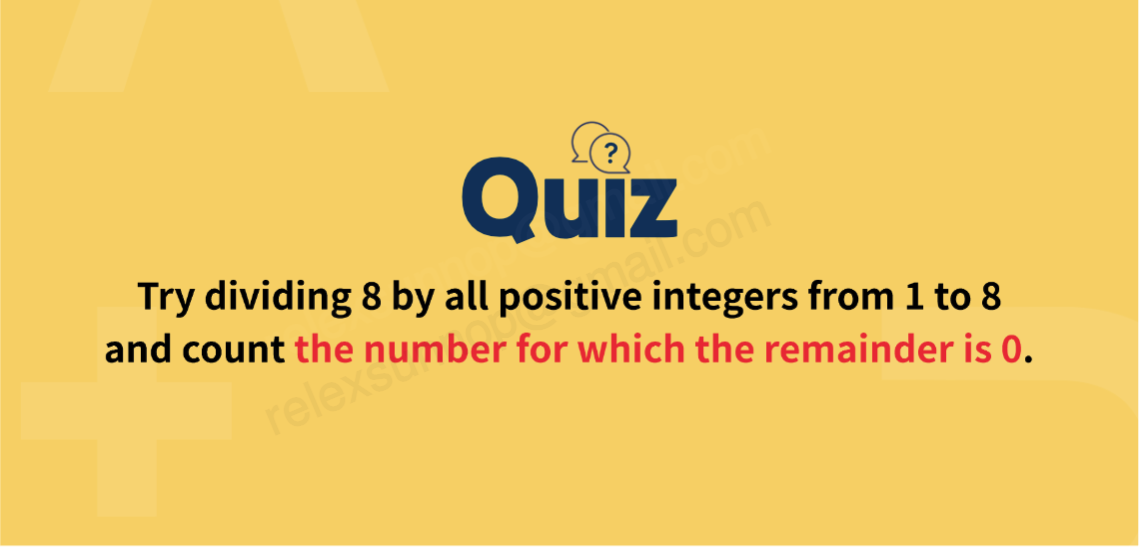 ?
Quiz
Try dividing 8 by all positive integers from 1 to 8
and count the number for which the remainder is 0.